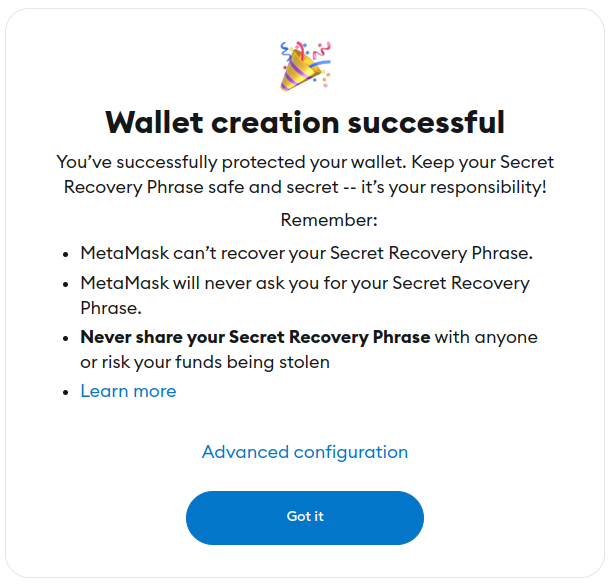 Wallet creation successful
You’ve successfully protected your wallet. Keep your Secret
Recovery Phrase safe and secret -- it’s your responsibility!
Remember:
• MetaMask can’t recover your Secret Recovery Phrase.
• MetaMask will never ask you for your Secret Recovery
Phrase.
• Never share your Secret Recovery Phrase with anyone
or risk your funds being stolen
• Learn more
Advanced configuration
Got it